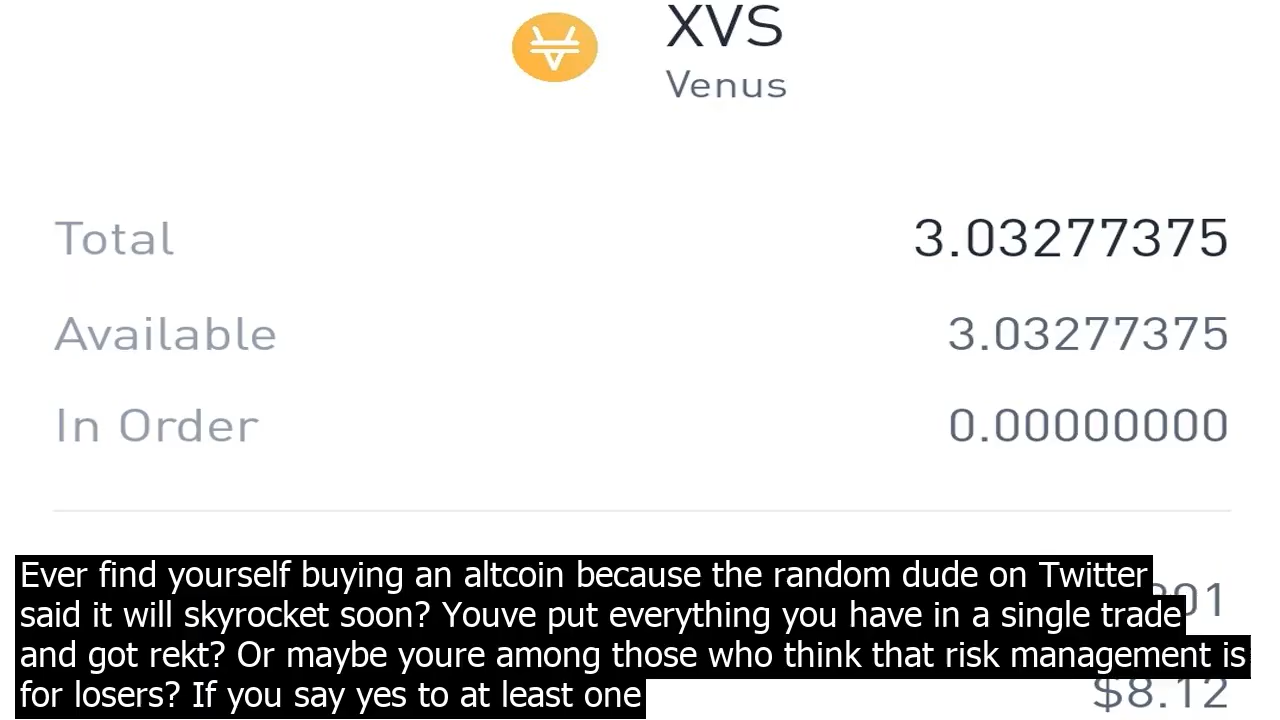 XVS
Venus
Total 3.03277375
Available 3.03277375
In Order 0.00000000
Ever find yourself buying an altcoin because the random dude on Twitter
said it will skyrocket soon? Youve put everything you have in a single trade
and got rekt? Or maybe youre among those who think that risk management is
for losers? If you say yes to at least one
$8.12